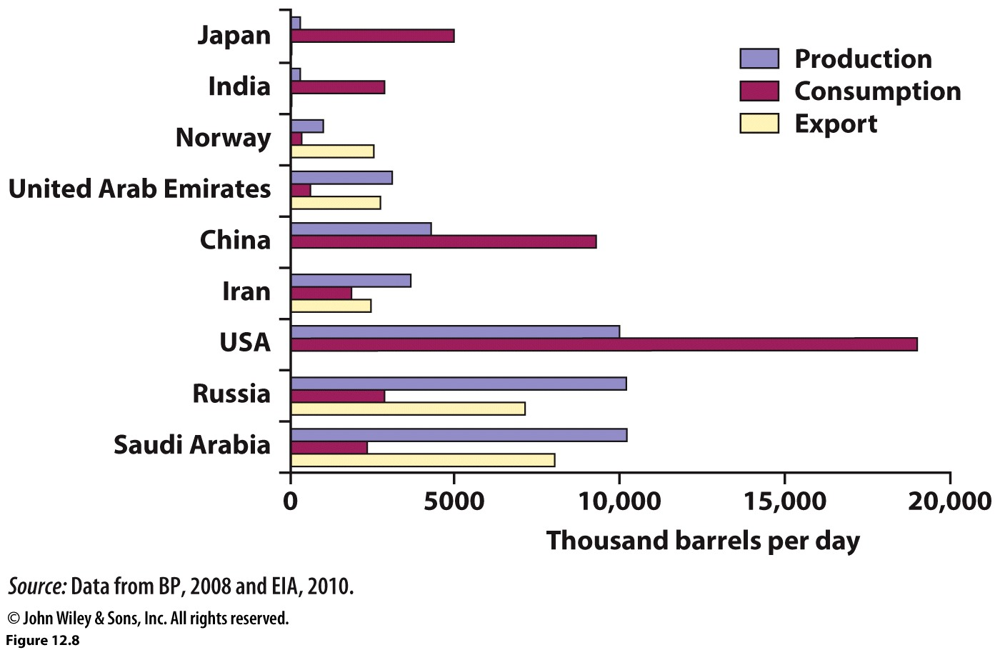 Japan
India
Norway
United Arab Emirates
China
Iran
USA
Russia
Saudi Arabia
Production
Consumption
Export
0 5000 10,000 15,000 20,000
Thousand barrels per day
Source: Data from BP, 2008 and EIA, 2010.
© John Wiley & Sons, Inc. All rights reserved.
Figure 12.8